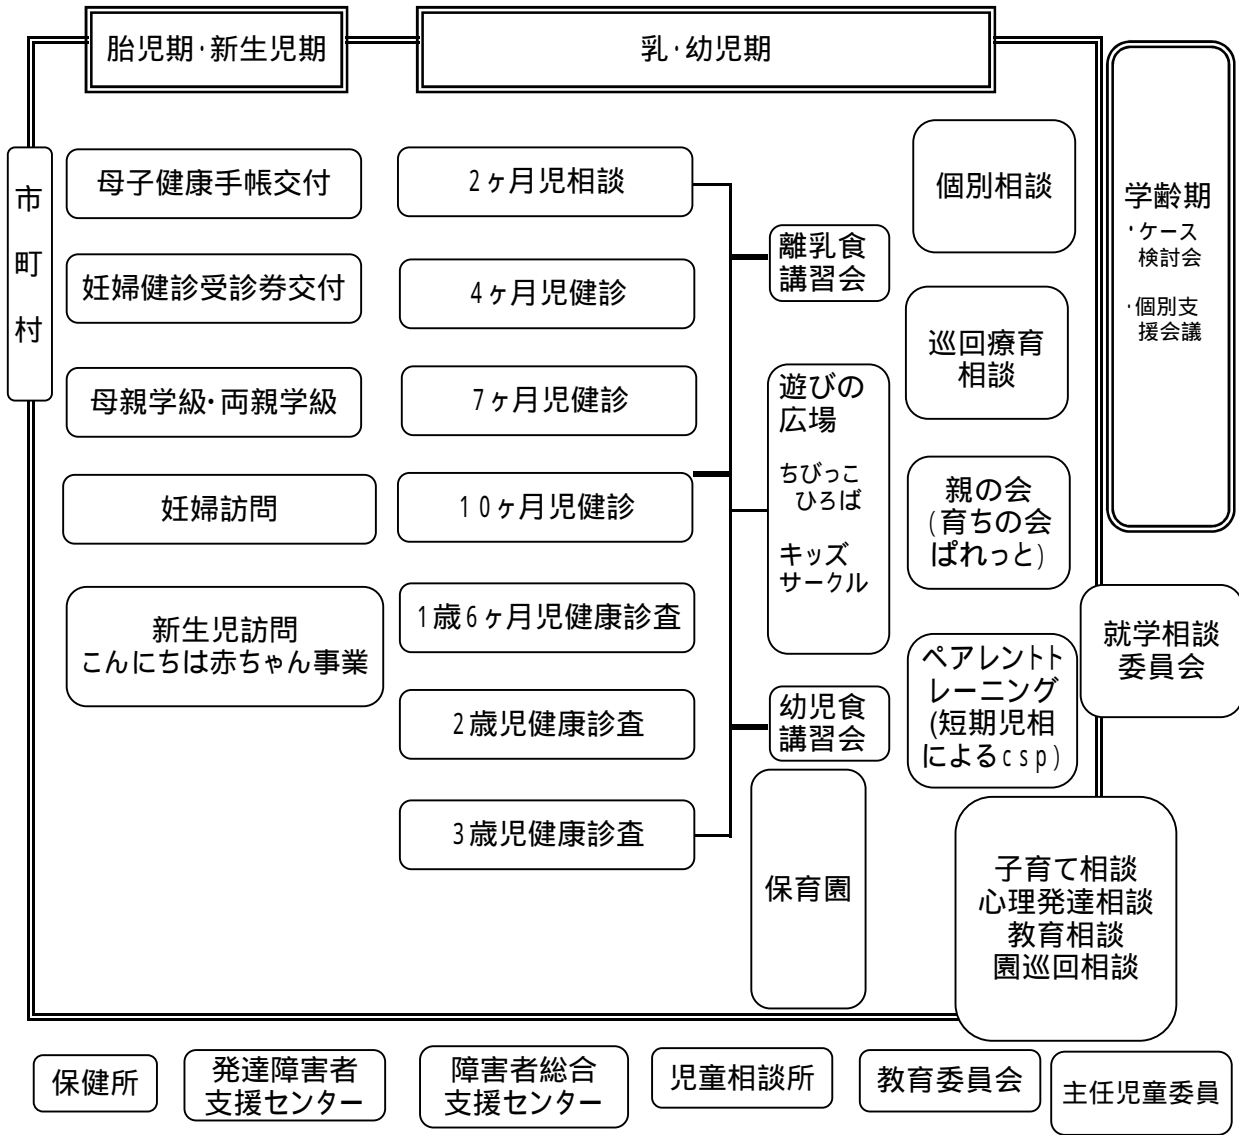 胎児期・新生児期
乳・幼児期
市
町
村
母子健康手帳交付
妊婦健診受診券交付
母親学級・両親学級
妊婦訪問
新生児訪問
こんにちは赤ちゃん事業
2ヶ月児相談
4ヶ月児健診
7ヶ月児健診
10ヶ月児健診
1歳6ヶ月児健康診査
2歳児健康診査
3歳児健康診査
離乳食
講習会
遊びの
広場
ちびっこ
ひろば
キッズ
サークル
幼児食
講習会
保育園
個別相談
巡回療育
相談
親の会
(育ちの会
ぱれっと)
ペアレントト
レーニング
(短期児相
によるcsp)
子育て相談
心理発達相談
教育相談
園巡回相談
学齢期
・ケース
検討会
・個別支
援会議
就学相談
委員会
保健所
発達障害者
支援センター
障害者総合
支援センター
児童相談所
教育委員会
主任児童委員